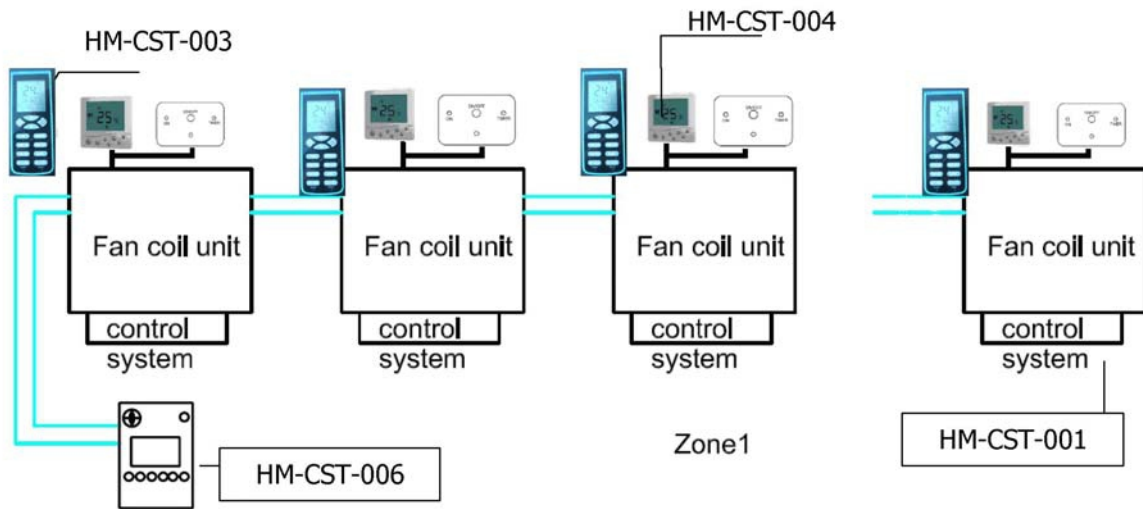 HM-CST-003
HM-CST-004
Fan coil unit
Fan coil unit
Fan coil unit
Fan coil unit
control
system
control
system
control
system
control
system
Zone1
HM-CST-001
HM-CST-006